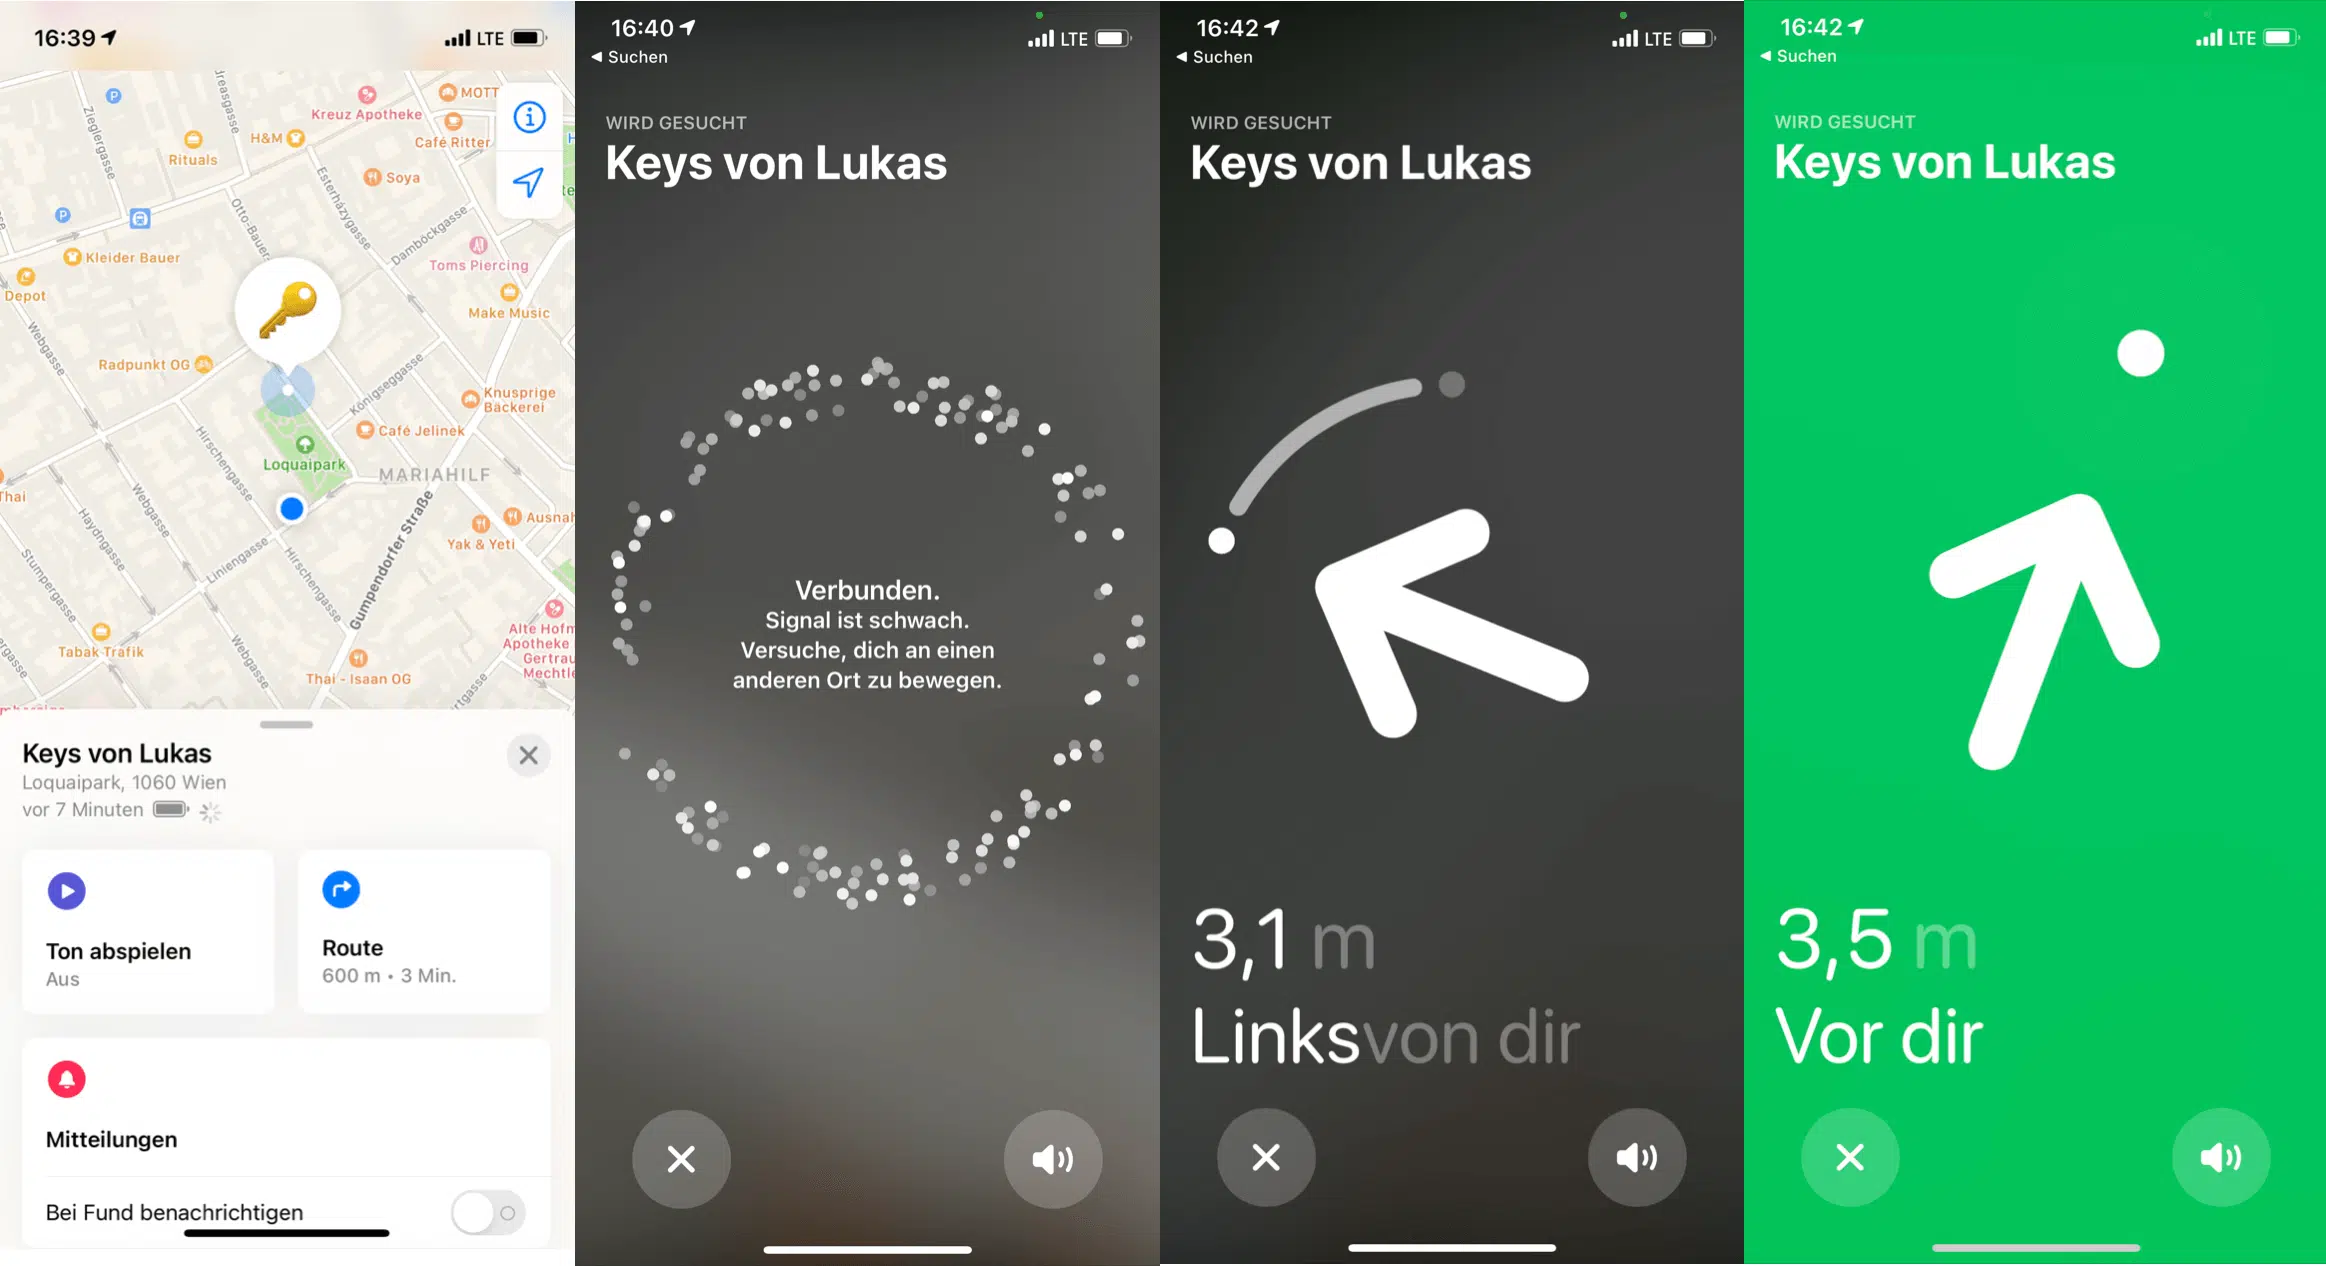 16:39
LTE
Zieglergasse
Kreuz Apotheke
MOTT
H&M
Café Ritter
Rituals
Soya
Esterházygasse
Otto-Bauer
Damböckgasse
Kleider Bauer
Toms Piercing
Depot
Make Music
Webgasse
Radpunkt OG
Königseggasse
Knusprige
Bäckerei
Café Jelinek
Hirschengasse
Loquaipark
MARIAHILF
Thai
Webgasse
Haydngasse
Gumpendorfer Straße
Ausnah
Yak & Yeti
Liniengasse
Hirschengasse
Stumpergasse
Alte Hofm
Apotheke
Gertrau
Mechtle
Tabak Trafik
Webgasse
Thai - Isaan OG
Keys von Lukas
Loquaipark, 1060 Wien
vor 7 Minuten
Ton abspielen
Aus
Route
600 m • 3 Min.
Mitteilungen
Bei Fund benachrichtigen
16:40
LTE
Suchen
WIRD GESUCHT
Keys von Lukas
Verbunden.
Signal ist schwach.
Versuche, dich an einen
anderen Ort zu bewegen.
16:42
LTE
Suchen
WIRD GESUCHT
Keys von Lukas
3,1 m
Links von dir
16:42
LTE
Suchen
WIRD GESUCHT
Keys von Lukas
3,5 m
Vor dir